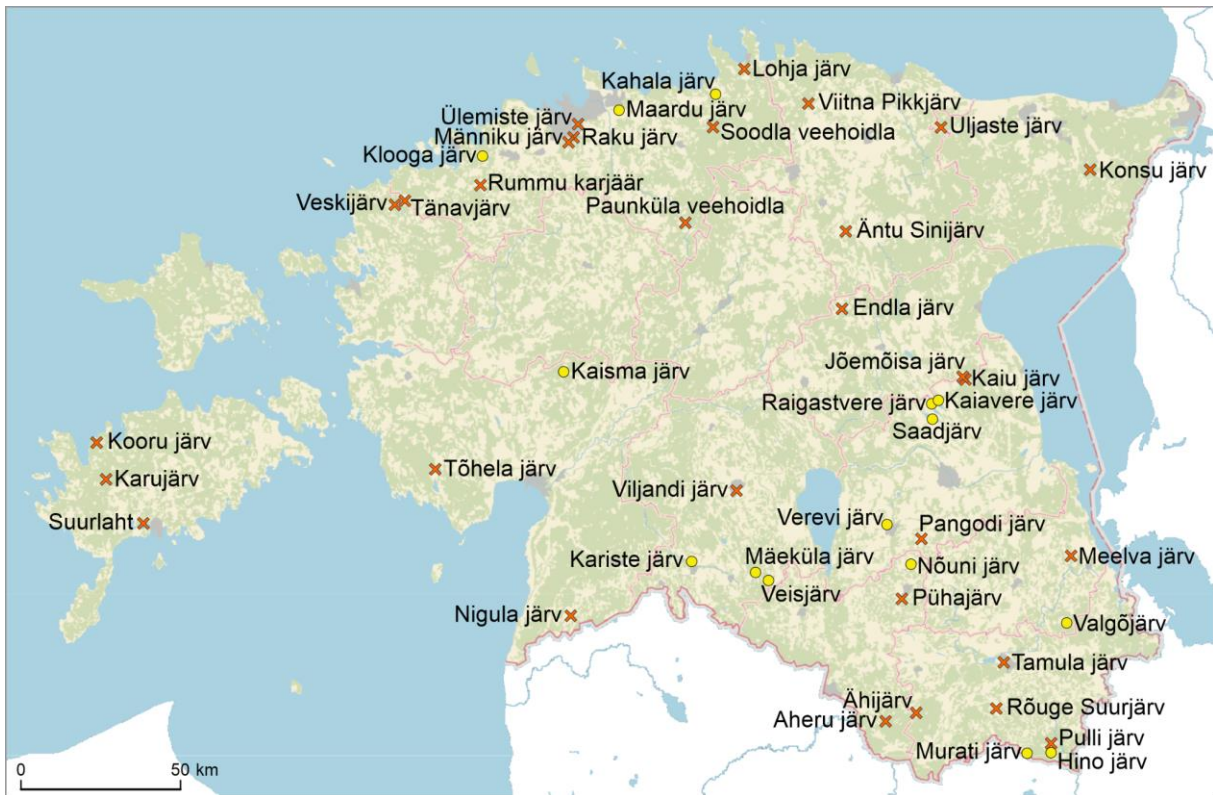 Lohja järv
Kahala järv
Viitna Pikkjärv
Maardu järv
Ülemiste järv
Soodla veehoidla
Uljaste järv
Männiku järv
Raku järv
Klooga järv
Konsu järv
Rummu karjäär
Veskijärv
Tänavjärv
Paunküla veehoidla
Äntu Sinijärv
Endla järv
Jõemõisa järv
Kaisma järv
Kaiu järv
Raigastvere järv
Kaiavere järv
Saadjärv
Kooru järv
Tõhela järv
Karujärv
Viljandi järv
Suurlaht
Verevi järv
Pangodi järv
Mäeküla järv
Meelva järv
Kariste järv
Nõuni järv
Veisjärv
Pühajärv
Nigula järv
Valgõjärv
Tamula järv
Ähijärv
Rõuge Suurjärv
Aheru järv
Pulli järv
Murati järv
Hino järv
0 50 km